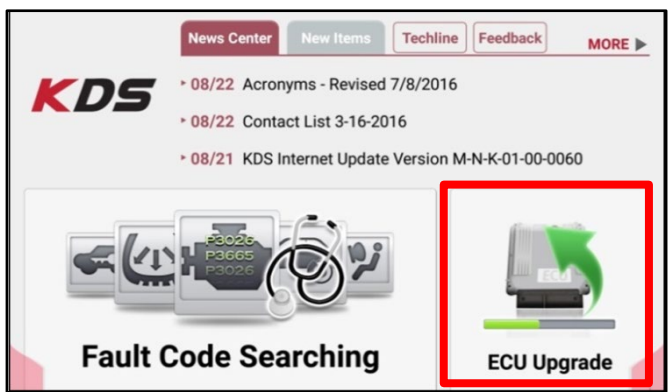 News Center New Items Techline Feedback MORE ▶
KDS
‣ 08/22 Acronyms - Revised 7/8/2016
‣ 08/22 Contact List 3-16-2016
‣ 08/21 KDS Internet Update Version M-N-K-01-00-0060
P3026
P3665
P3026
ECU
Fault Code Searching
ECU Upgrade